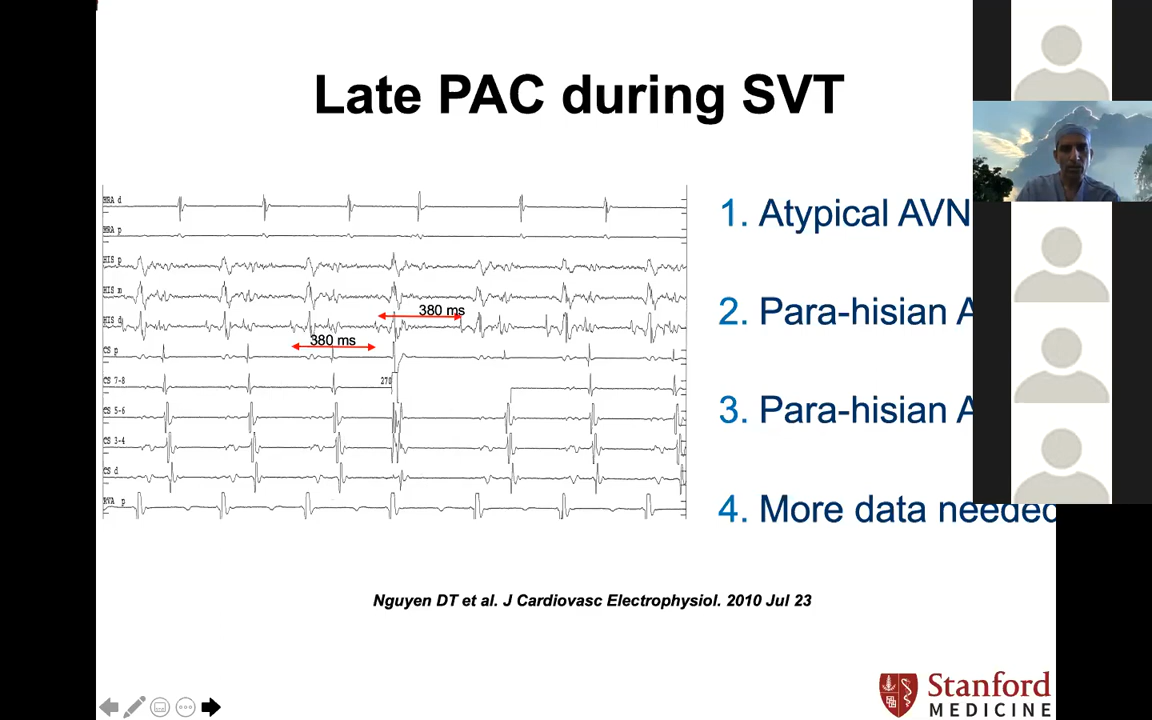 Late PAC during SVT
HRA d
HRA p
HIS p
HIS m
HIS d
CS p
CS 7-8
CS 5-6
CS 3-4
CS d
RVA p
380 ms
380 ms
270
1. Atypical AVN
2. Para-hisian A
3. Para-hisian A
4. More data needed
Nguyen DT et al. J Cardiovasc Electrophysiol. 2010 Jul 23
Stanford
MEDICINE